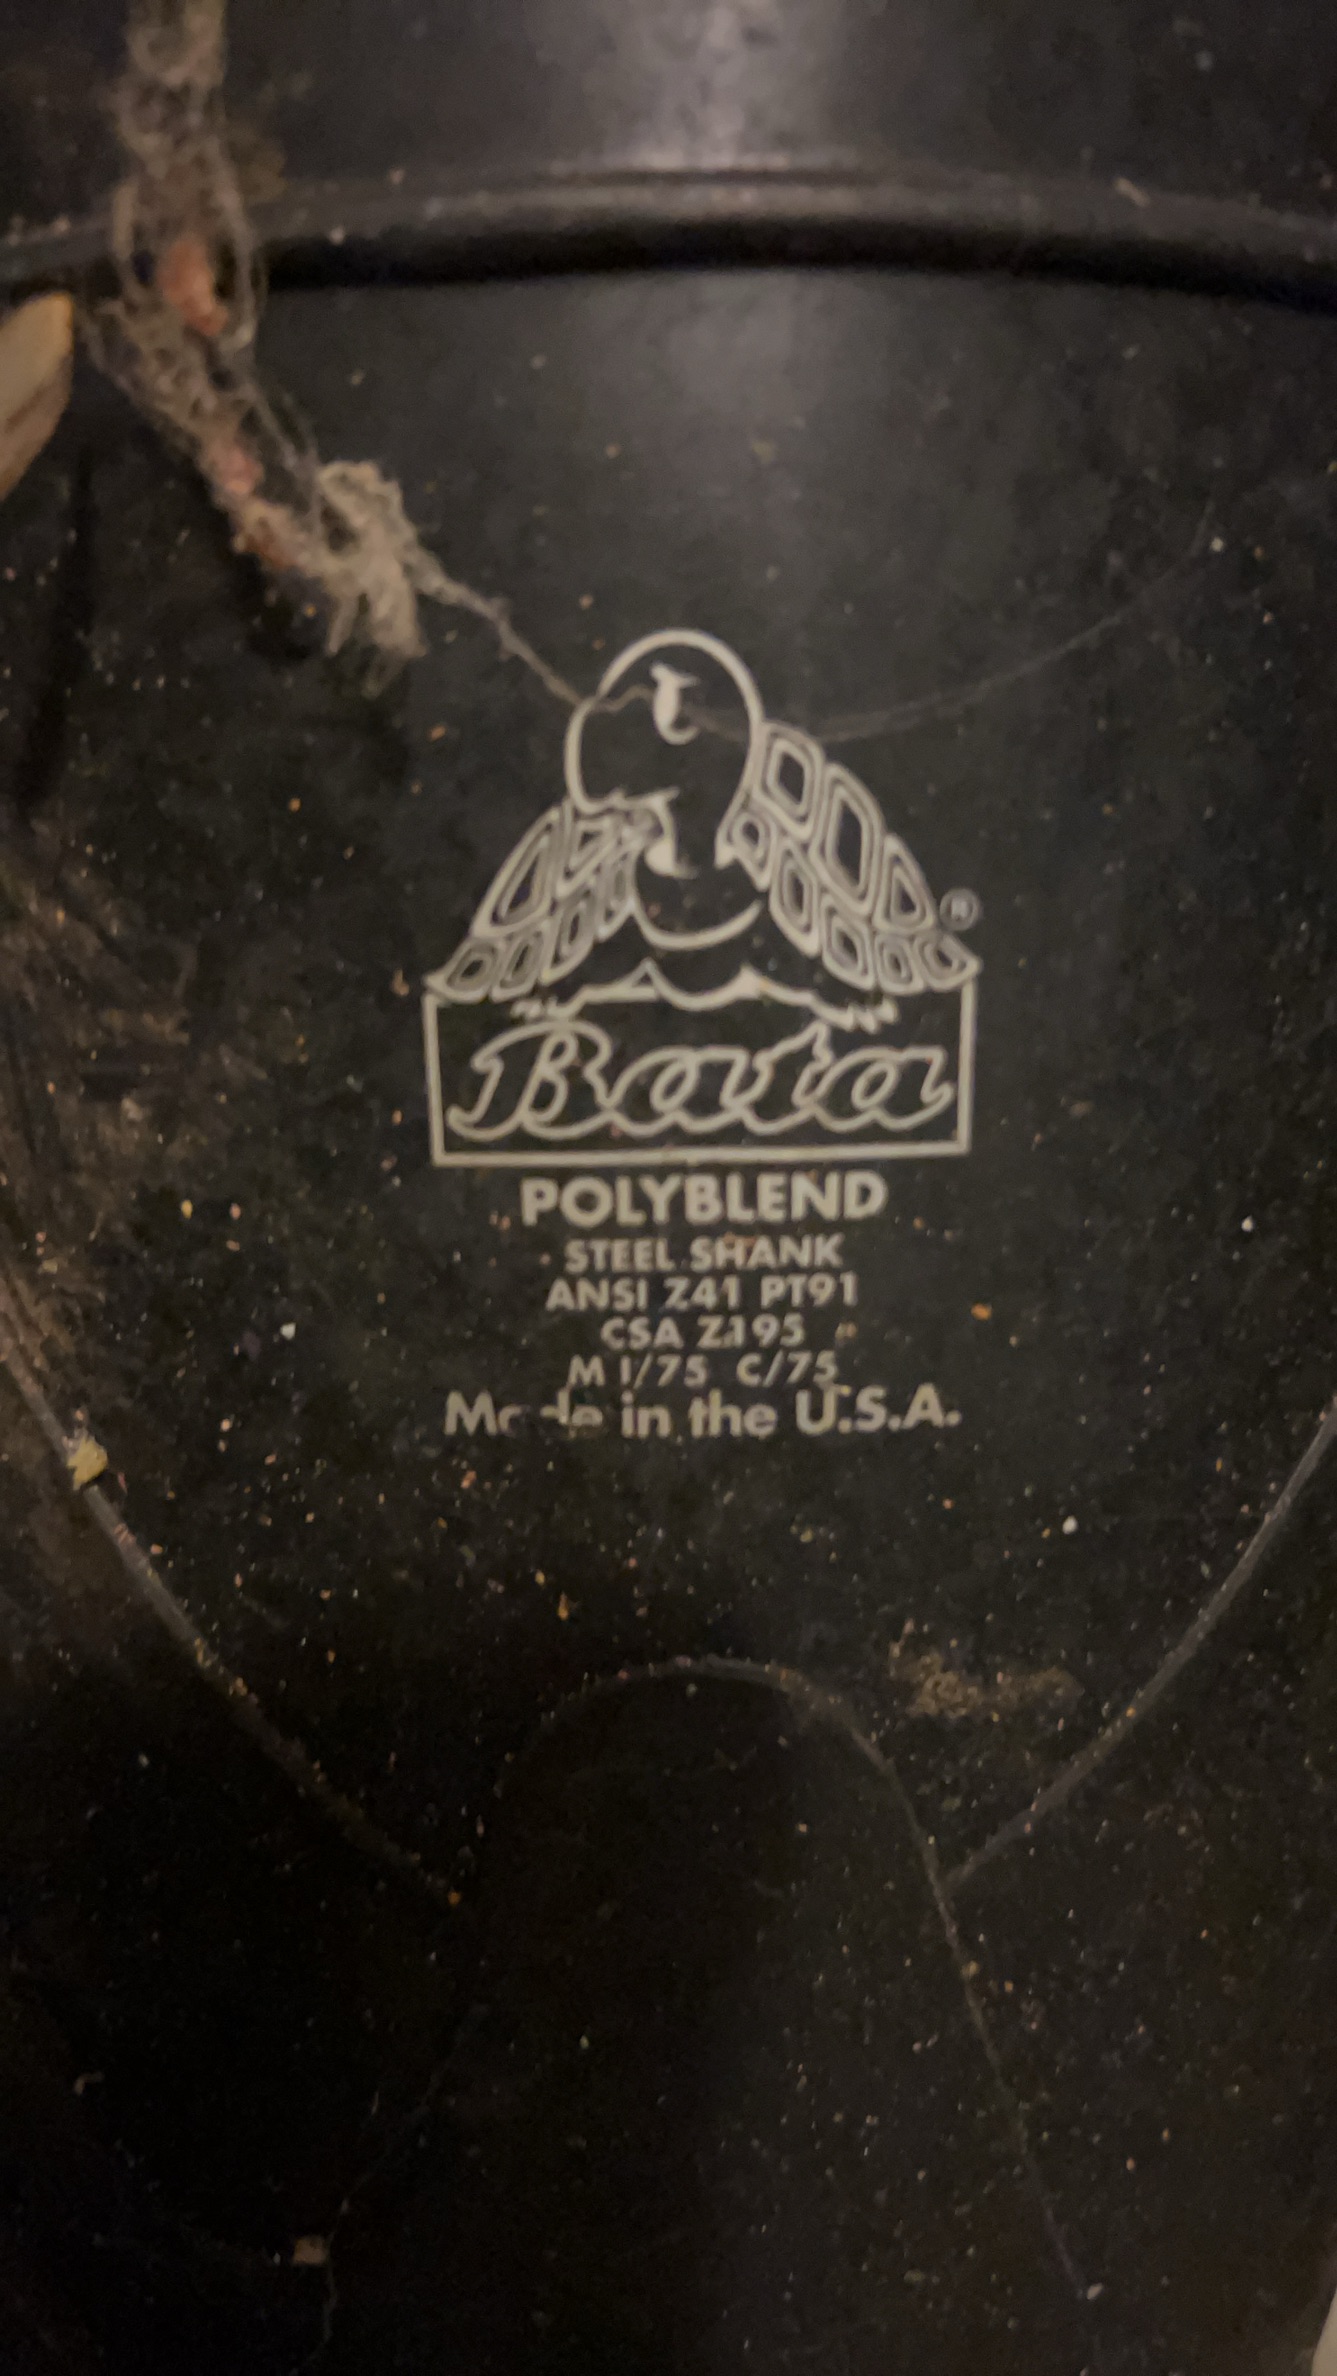 ®
Bata
POLYBLEND
STEEL SHANK
ANSI Z41 PT91
CSA Z195
M I/75 C/75
Made in the U.S.A.